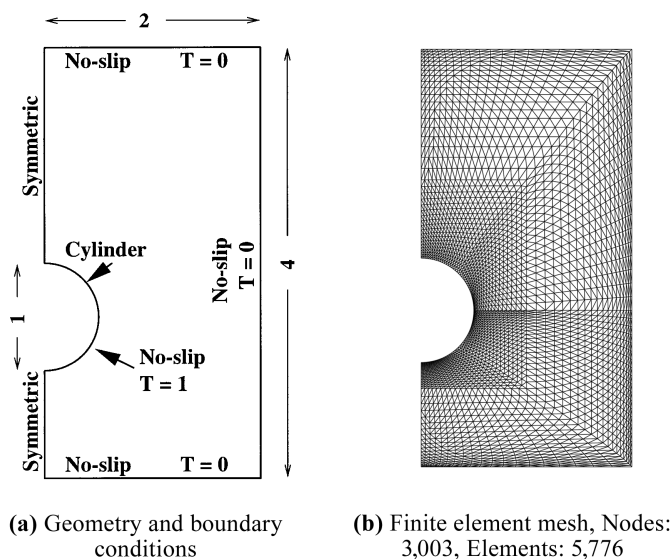 2
No-slip T = 0
Symmetric
Cylinder
No-slip
T = 0
4
1
No-slip
T = 1
Symmetric
No-slip T = 0
(a) Geometry and boundary
conditions
(b) Finite element mesh, Nodes:
3,003, Elements: 5,776